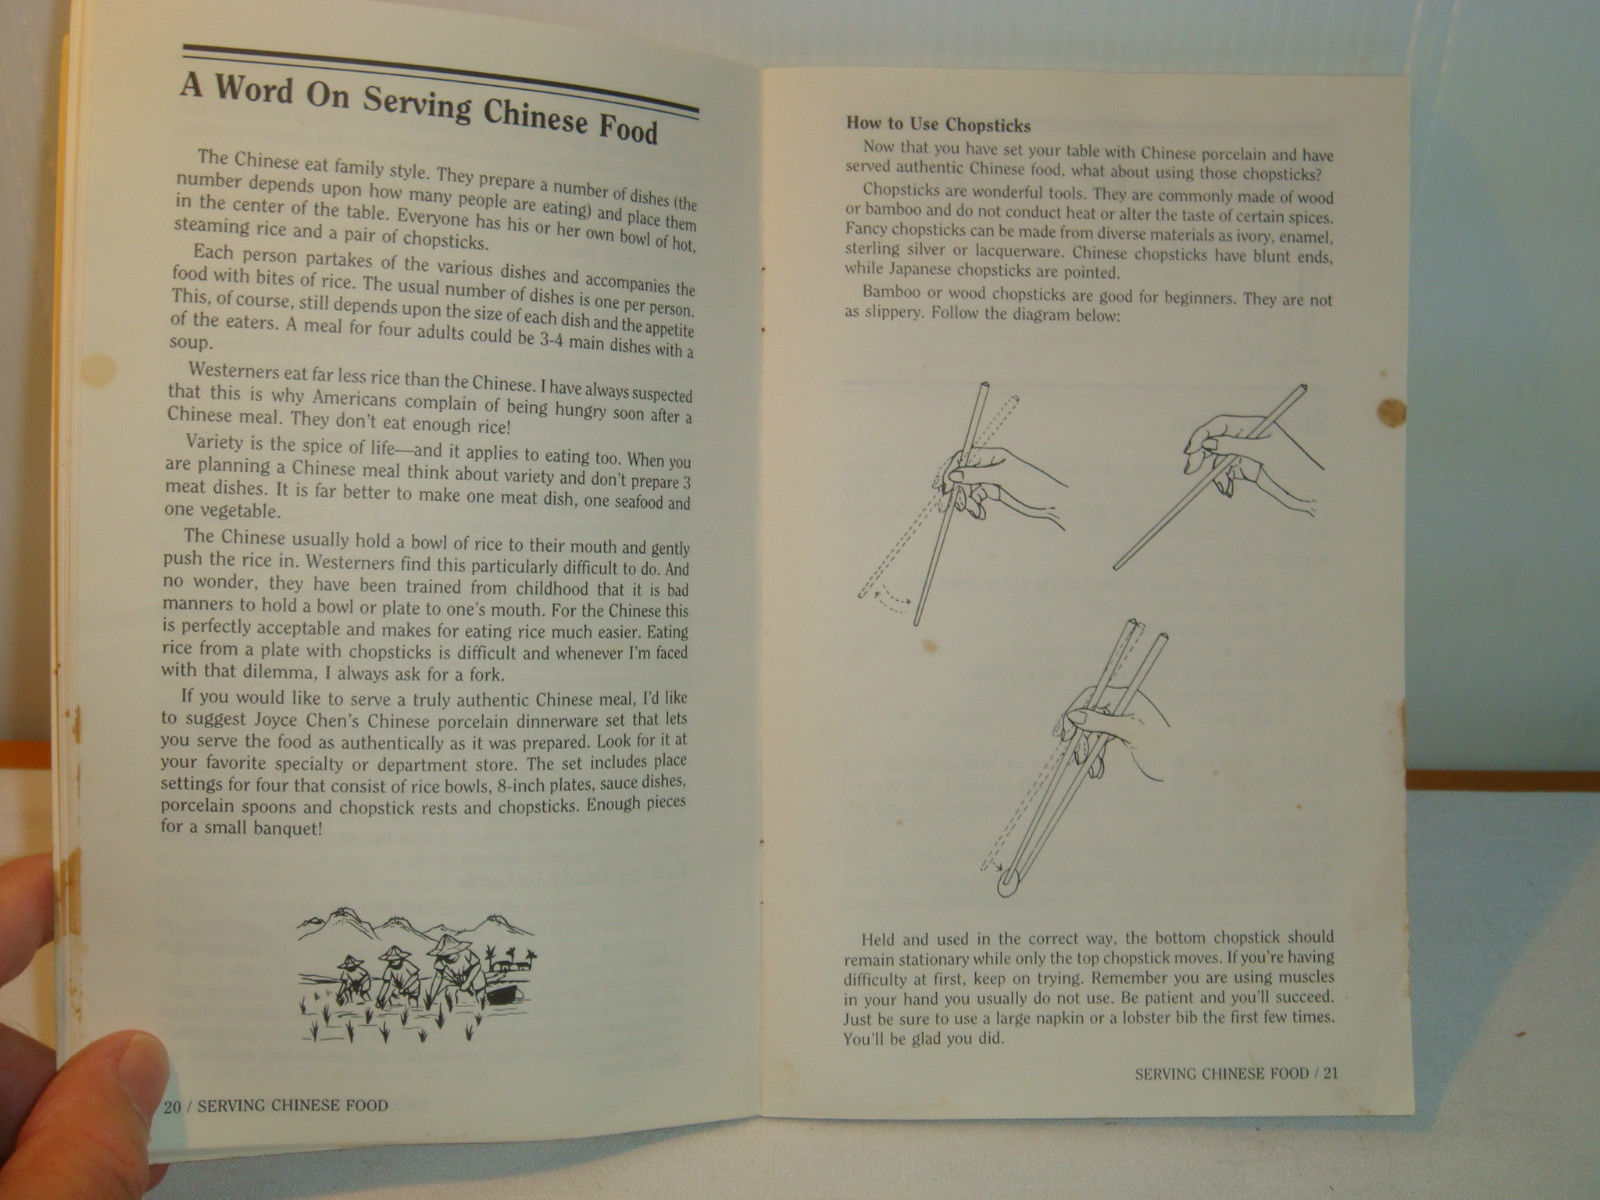 A Word On Serving Chinese Food
The Chinese eat family style. They prepare a number of dishes (the
number depends upon how many people are eating) and place them
in the center of the table. Everyone has his or her own bowl of hot,
steaming rice and a pair of chopsticks.
Each person partakes of the various dishes and accompanies the
food with bites of rice. The usual number of dishes is one per person.
This, of course, still depends upon the size of each dish and the appetite
of the eaters. A meal for four adults could be 3-4 main dishes with a
soup.
Westerners eat far less rice than the Chinese. I have always suspected
that this is why Americans complain of being hungry soon after a
Chinese meal. They don't eat enough rice!
Variety is the spice of life—and it applies to eating too. When you
are planning a Chinese meal think about variety and don't prepare 3
meat dishes. It is far better to make one meat dish, one seafood and
one vegetable.
The Chinese usually hold a bowl of rice to their mouth and gently
push the rice in. Westerners find this particularly difficult to do. And
no wonder, they have been trained from childhood that it is bad
manners to hold a bowl or plate to one's mouth. For the Chinese this
is perfectly acceptable and makes for eating rice much easier. Eating
rice from a plate with chopsticks is difficult and whenever I'm faced
with that dilemma, I always ask for a fork.
If you would like to serve a truly authentic Chinese meal, I'd like
to suggest Joyce Chen's Chinese porcelain dinnerware set that lets
you serve the food as authentically as it was prepared. Look for it at
your favorite specialty or department store. The set includes place
settings for four that consist of rice bowls, 8-inch plates, sauce dishes,
porcelain spoons and chopstick rests and chopsticks. Enough pieces
for a small banquet!
20 / SERVING CHINESE FOOD
How to Use Chopsticks
Now that you have set your table with Chinese porcelain and have
served authentic Chinese food, what about using those chopsticks?
Chopsticks are wonderful tools. They are commonly made of wood
or bamboo and do not conduct heat or alter the taste of certain spices.
Fancy chopsticks can be made from diverse materials as ivory, enamel,
sterling silver or lacquerware. Chinese chopsticks have blunt ends,
while Japanese chopsticks are pointed.
Bamboo or wood chopsticks are good for beginners. They are not
as slippery. Follow the diagram below:
Held and used in the correct way, the bottom chopstick should
remain stationary while only the top chopstick moves. If you're having
difficulty at first, keep on trying. Remember you are using muscles
in your hand you usually do not use. Be patient and you'll succeed.
Just be sure to use a large napkin or a lobster bib the first few times.
You'll be glad you did.
SERVING CHINESE FOOD / 21